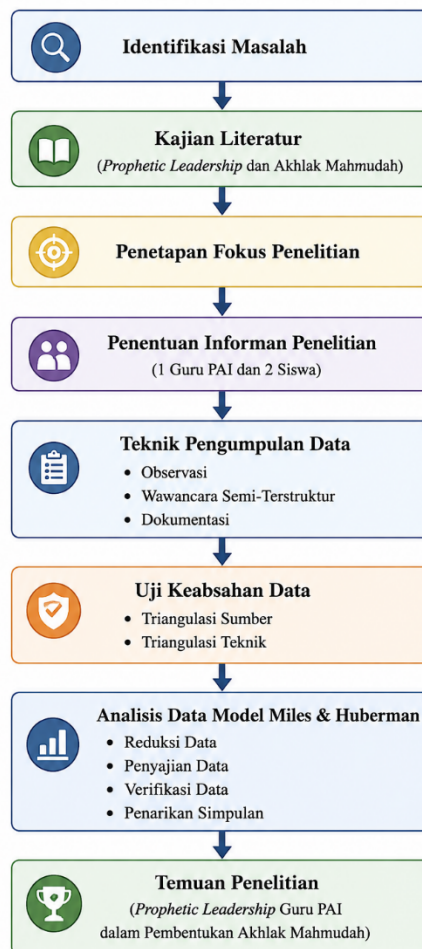 Identifikasi Masalah
Kajian Literatur
(Prophetic Leadership dan Akhlak Mahmudah)
Penetapan Fokus Penelitian
Penentuan Informan Penelitian
(1 Guru PAI dan 2 Siswa)
Teknik Pengumpulan Data
• Observasi
• Wawancara Semi-Terstruktur
• Dokumentasi
Uji Keabsahan Data
• Triangulasi Sumber
• Triangulasi Teknik
Analisis Data Model Miles & Huberman
• Reduksi Data
• Penyajian Data
• Verifikasi Data
• Penarikan Simpulan
Temuan Penelitian
(Prophetic Leadership Guru PAI
dalam Pembentukan Akhlak Mahmudah)